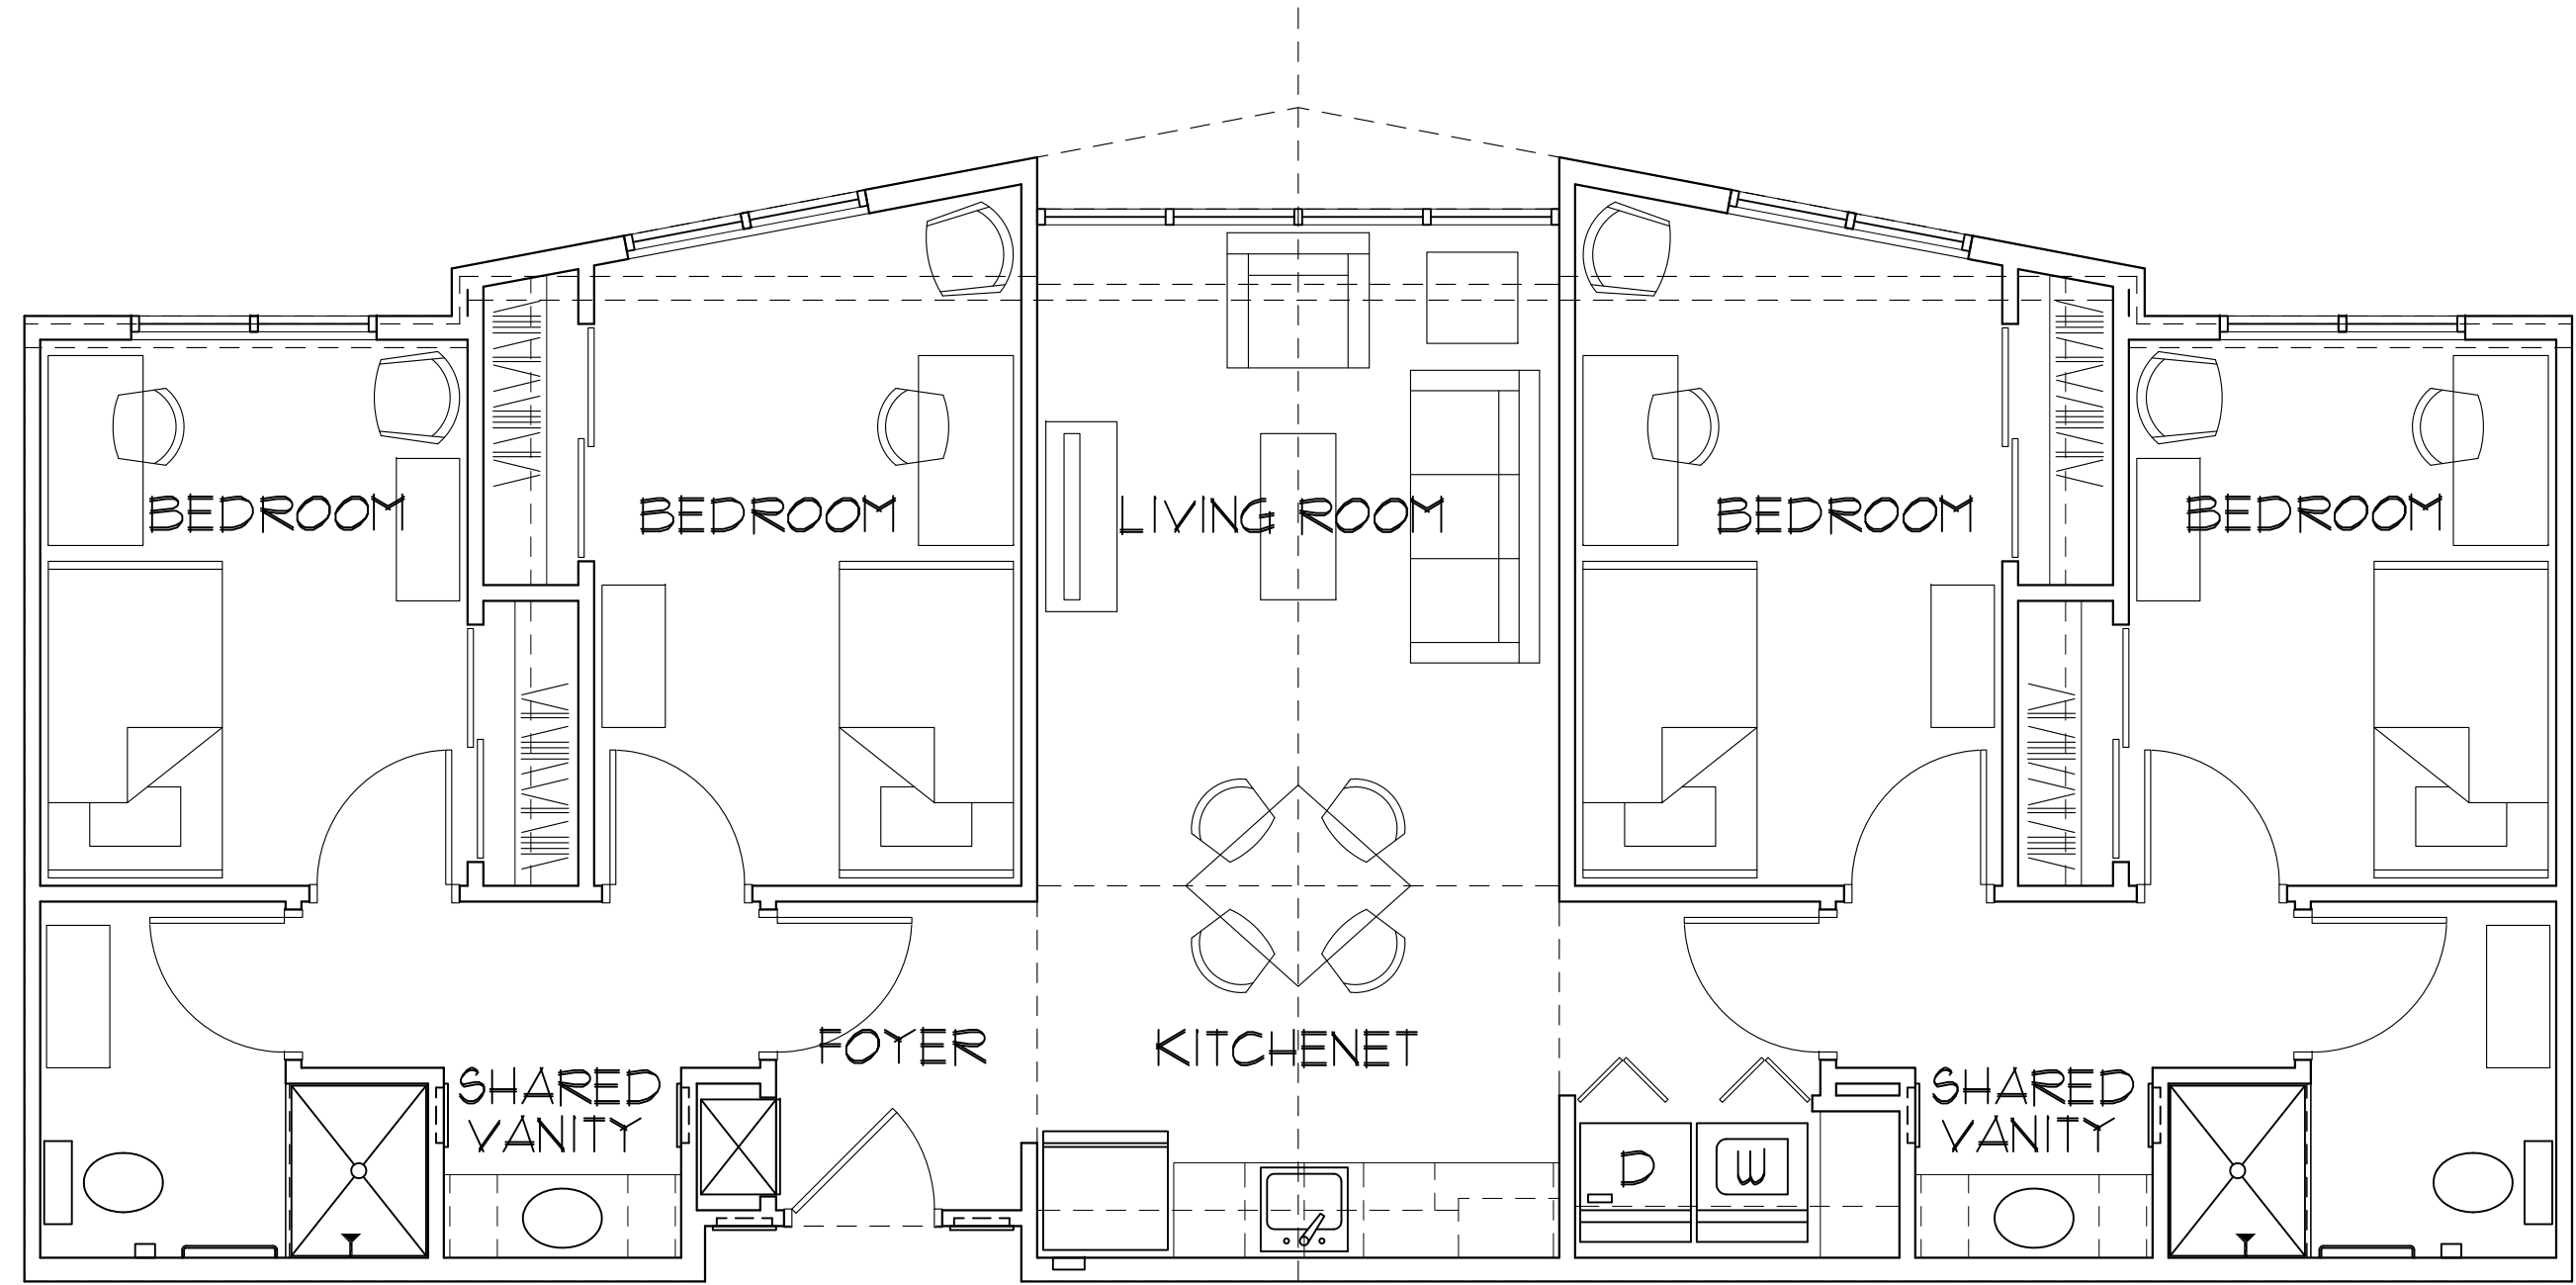 BEDROOM
BEDROOM
LIVING ROOM
BEDROOM
BEDROOM
FOYER
KITCHENET
SHARED
VANITY
D
W
SHARED
VANITY